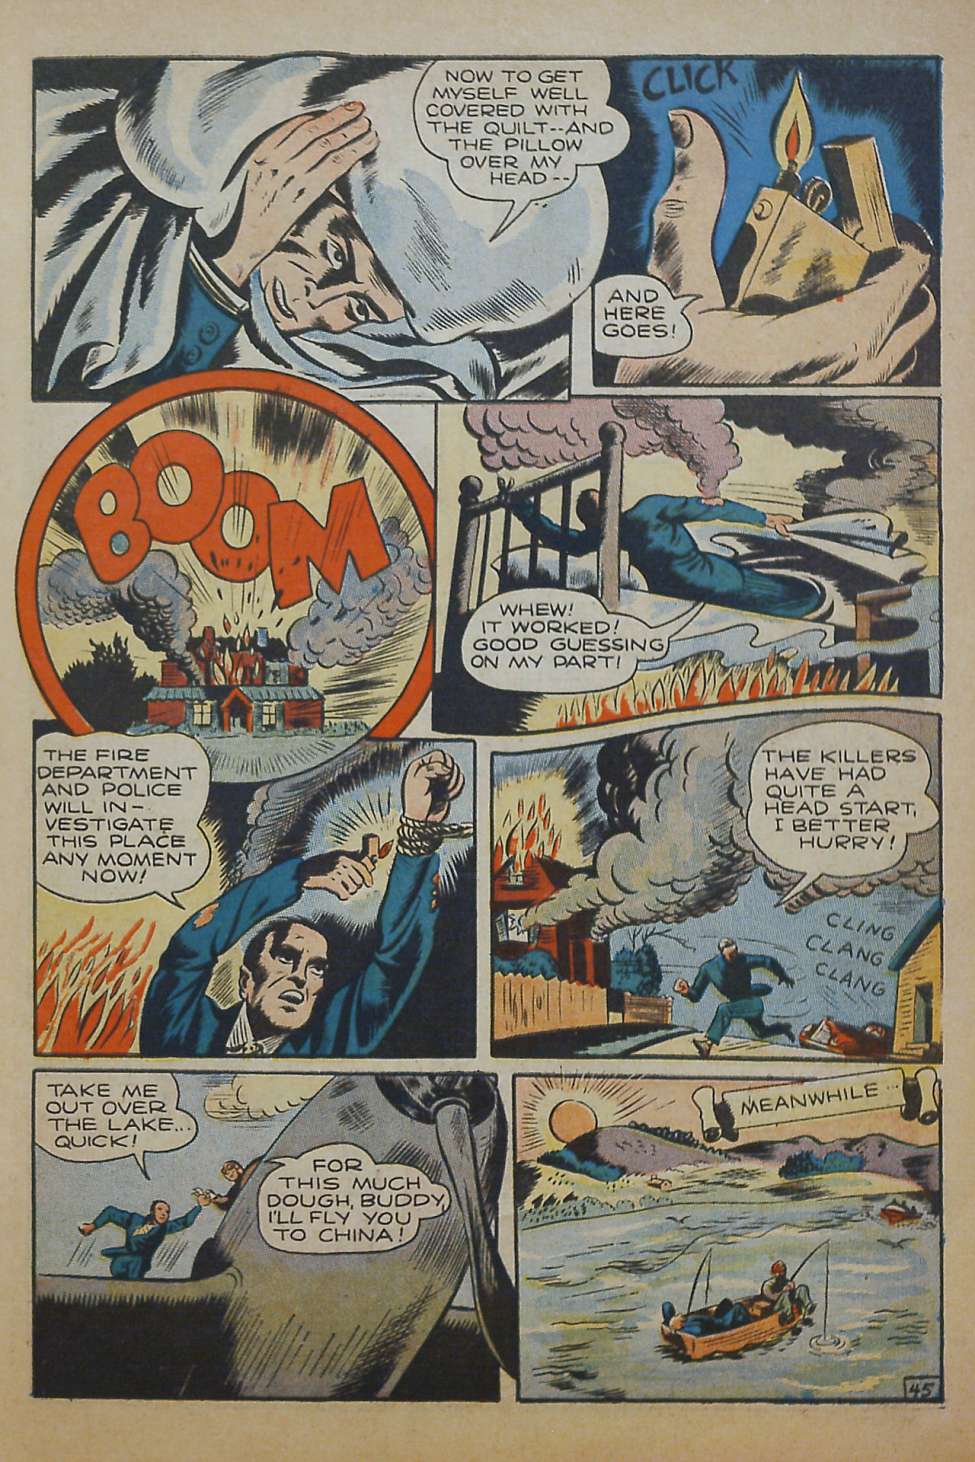 NOW TO GET
MYSELF WELL
COVERED WITH
THE QUILT--AND
THE PILLOW
OVER MY
HEAD--
CLICK
AND
HERE
GOES!
BOOM
WHEW!
IT WORKED!
GOOD GUESSING
ON MY PART!
THE FIRE
DEPARTMENT
AND POLICE
WILL IN-
VESTIGATE
THIS PLACE
ANY MOMENT
NOW!
THE KILLERS
HAVE HAD
QUITE A
HEAD START,
I BETTER
HURRY!
CLING
CLANG
CLANG
TAKE ME
OUT OVER
THE LAKE...
QUICK!
FOR
THIS MUCH
DOUGH, BUDDY,
I'LL FLY YOU
TO CHINA!
MEANWHILE...
45